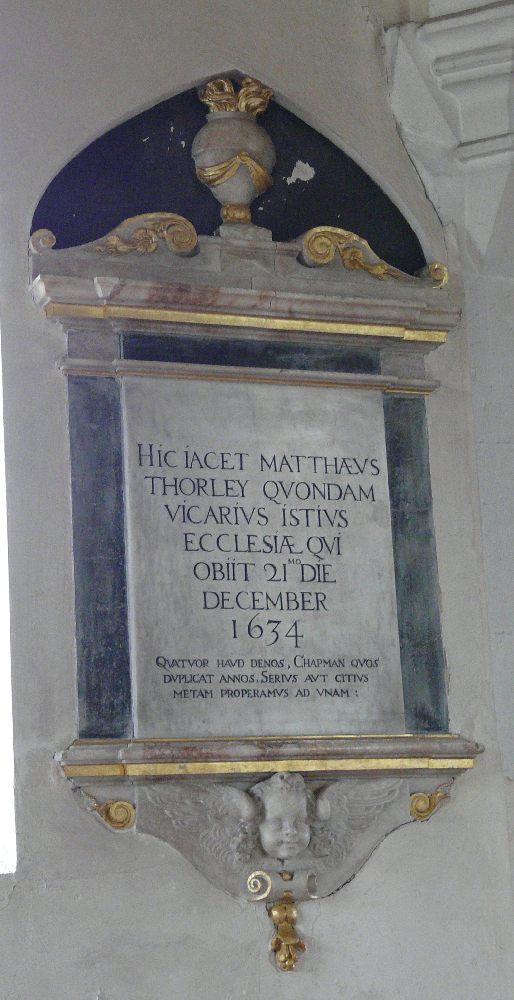 HIC IACET MATTHÆVS
THORLEY QVONDAM
VICARIVS ISTIVS
ECCLESIÆ QVI
OBIIT 21MO DIE
DECEMBER
1634
QVATVOR HAVD DENOS, CHAPMAN QVOS
DVPLICAT ANNOS, SERIVS AVT CITIVS
METAM PROPERAMVS AD VNAM :